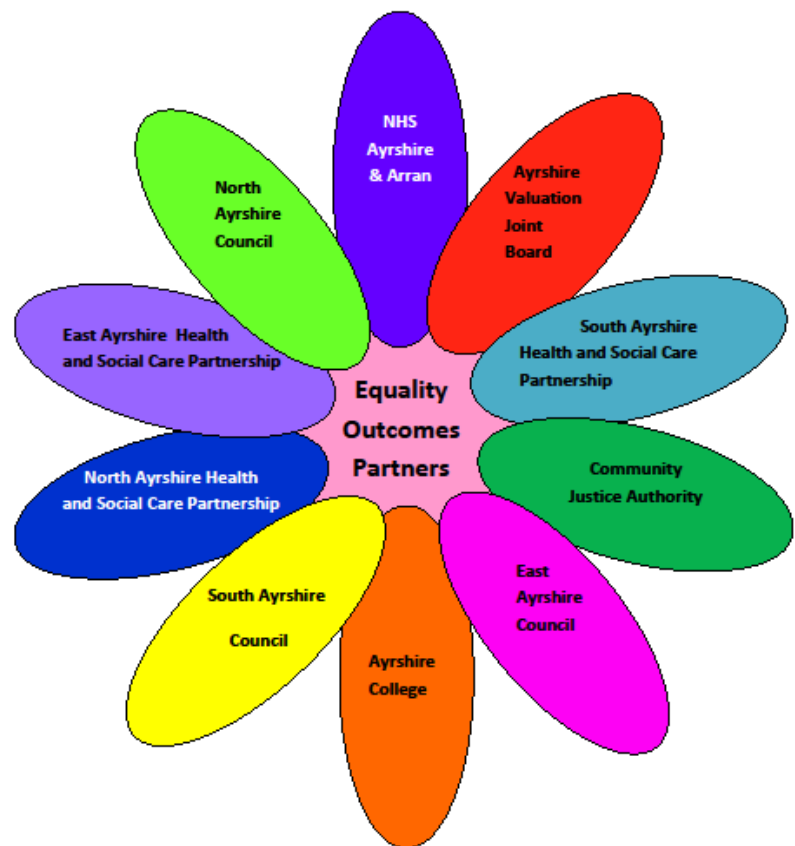 NHS
Ayrshire
& Arran
Ayrshire
Valuation
Joint
Board
South Ayrshire
Health and Social Care
Partnership
Community
Justice Authority
East
Ayrshire
Council
Ayrshire
College
South Ayrshire
Council
North Ayrshire Health
and Social Care Partnership
East Ayrshire Health
and Social Care Partnership
North
Ayrshire
Council
Equality
Outcomes
Partners